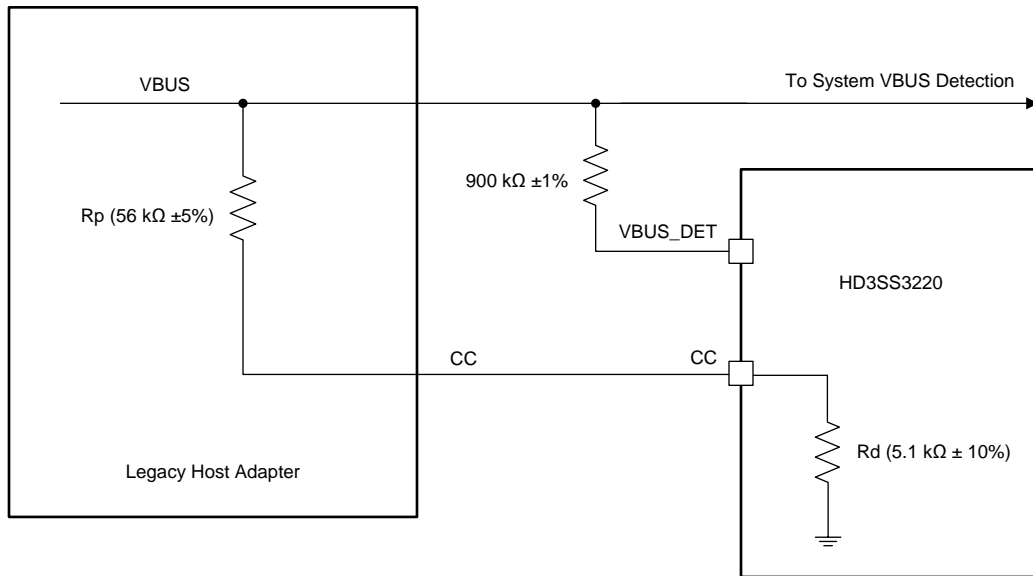 VBUS
To System VBUS Detection
900 kΩ ±1%
Rp (56 kΩ ±5%)
VBUS_DET
HD3SS3220
CC
CC
Rd (5.1 kΩ ± 10%)
Legacy Host Adapter